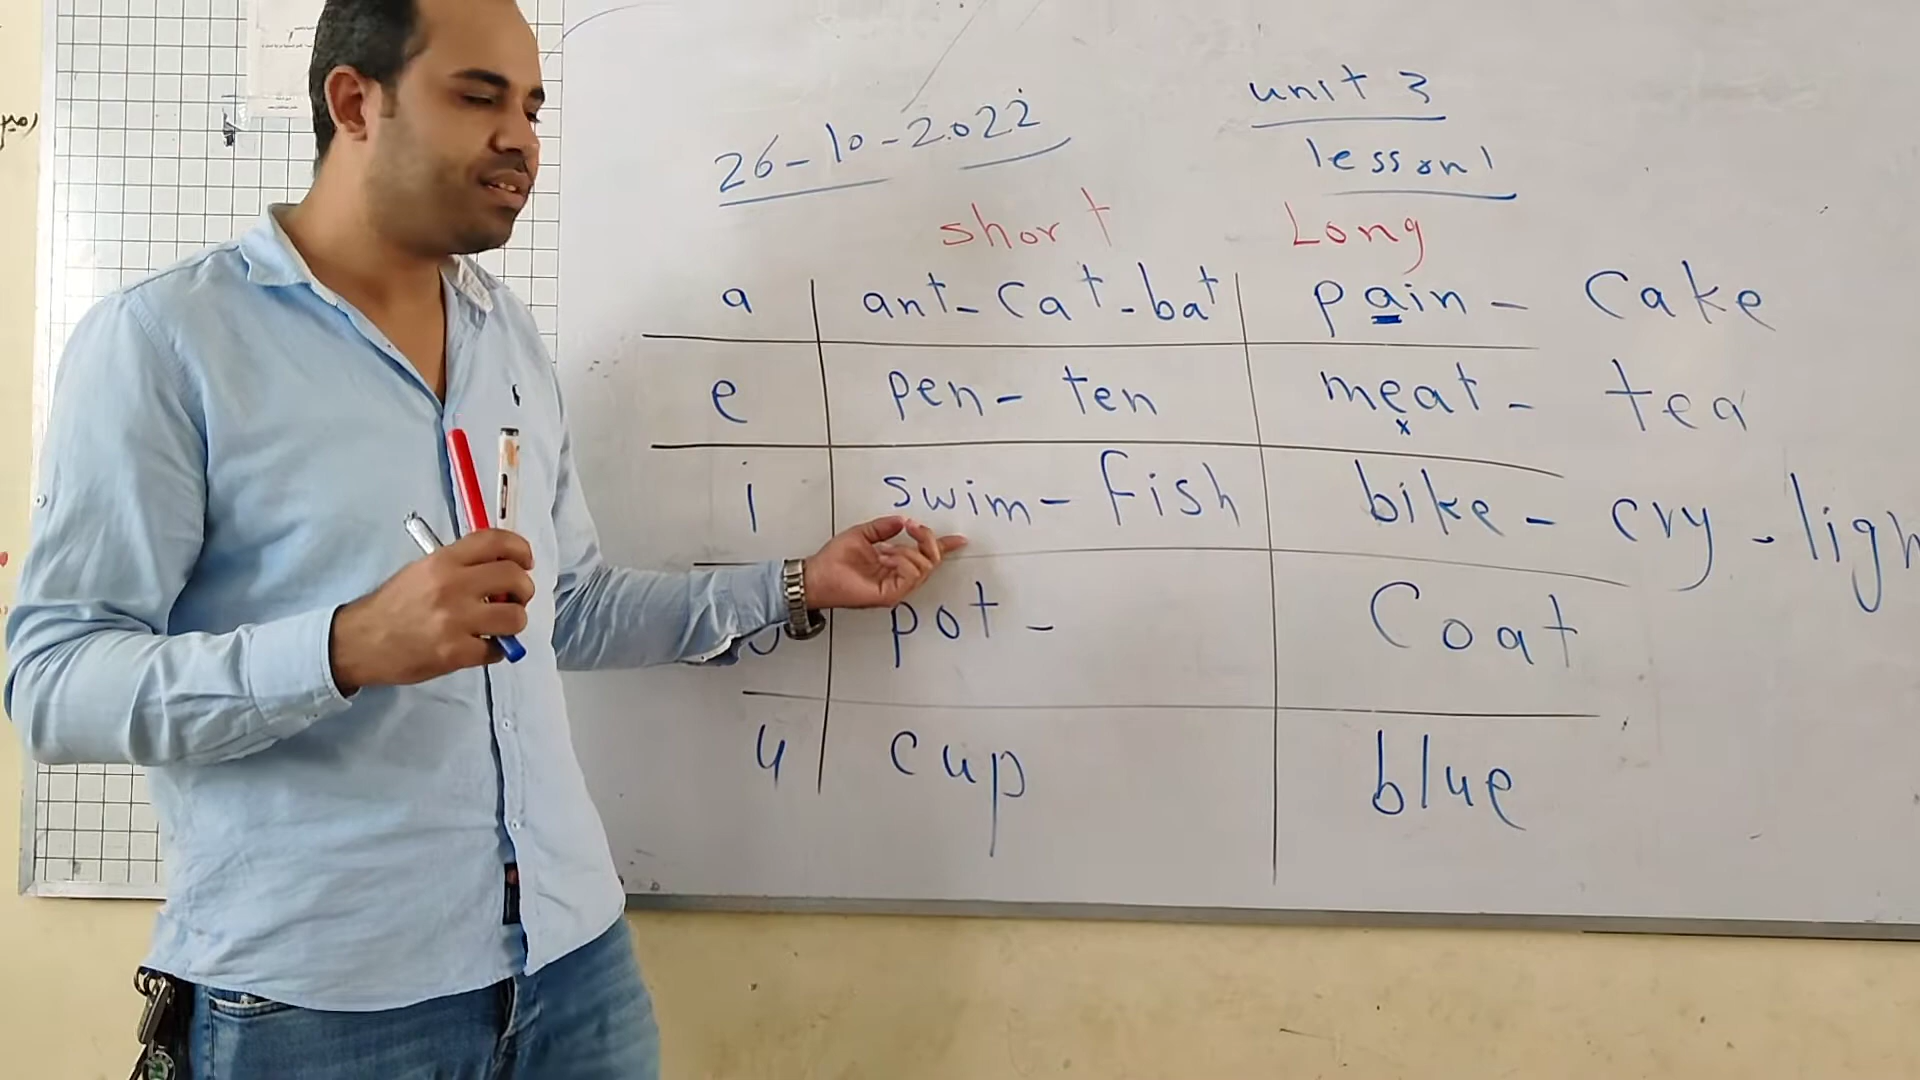 26-10-2022
unit 3
lesson 1
short Long
a ant - cat - bat pain - cake
e pen - ten meat - tea
x
i swim - fish bike - cry - ligh
pot - Coat
u cup blue